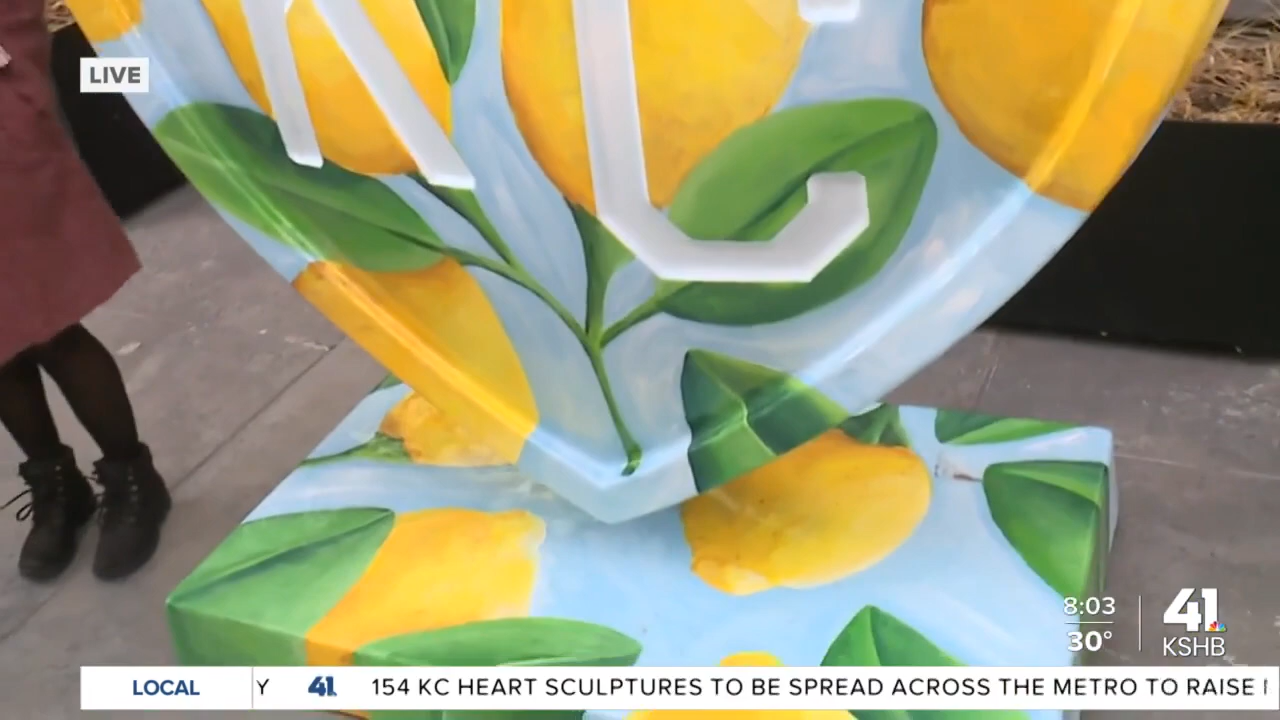 KC
LIVE
8:03
30°
41
KSHB
LOCAL
Y 41 154 KC HEART SCULPTURES TO BE SPREAD ACROSS THE METRO TO RAISE